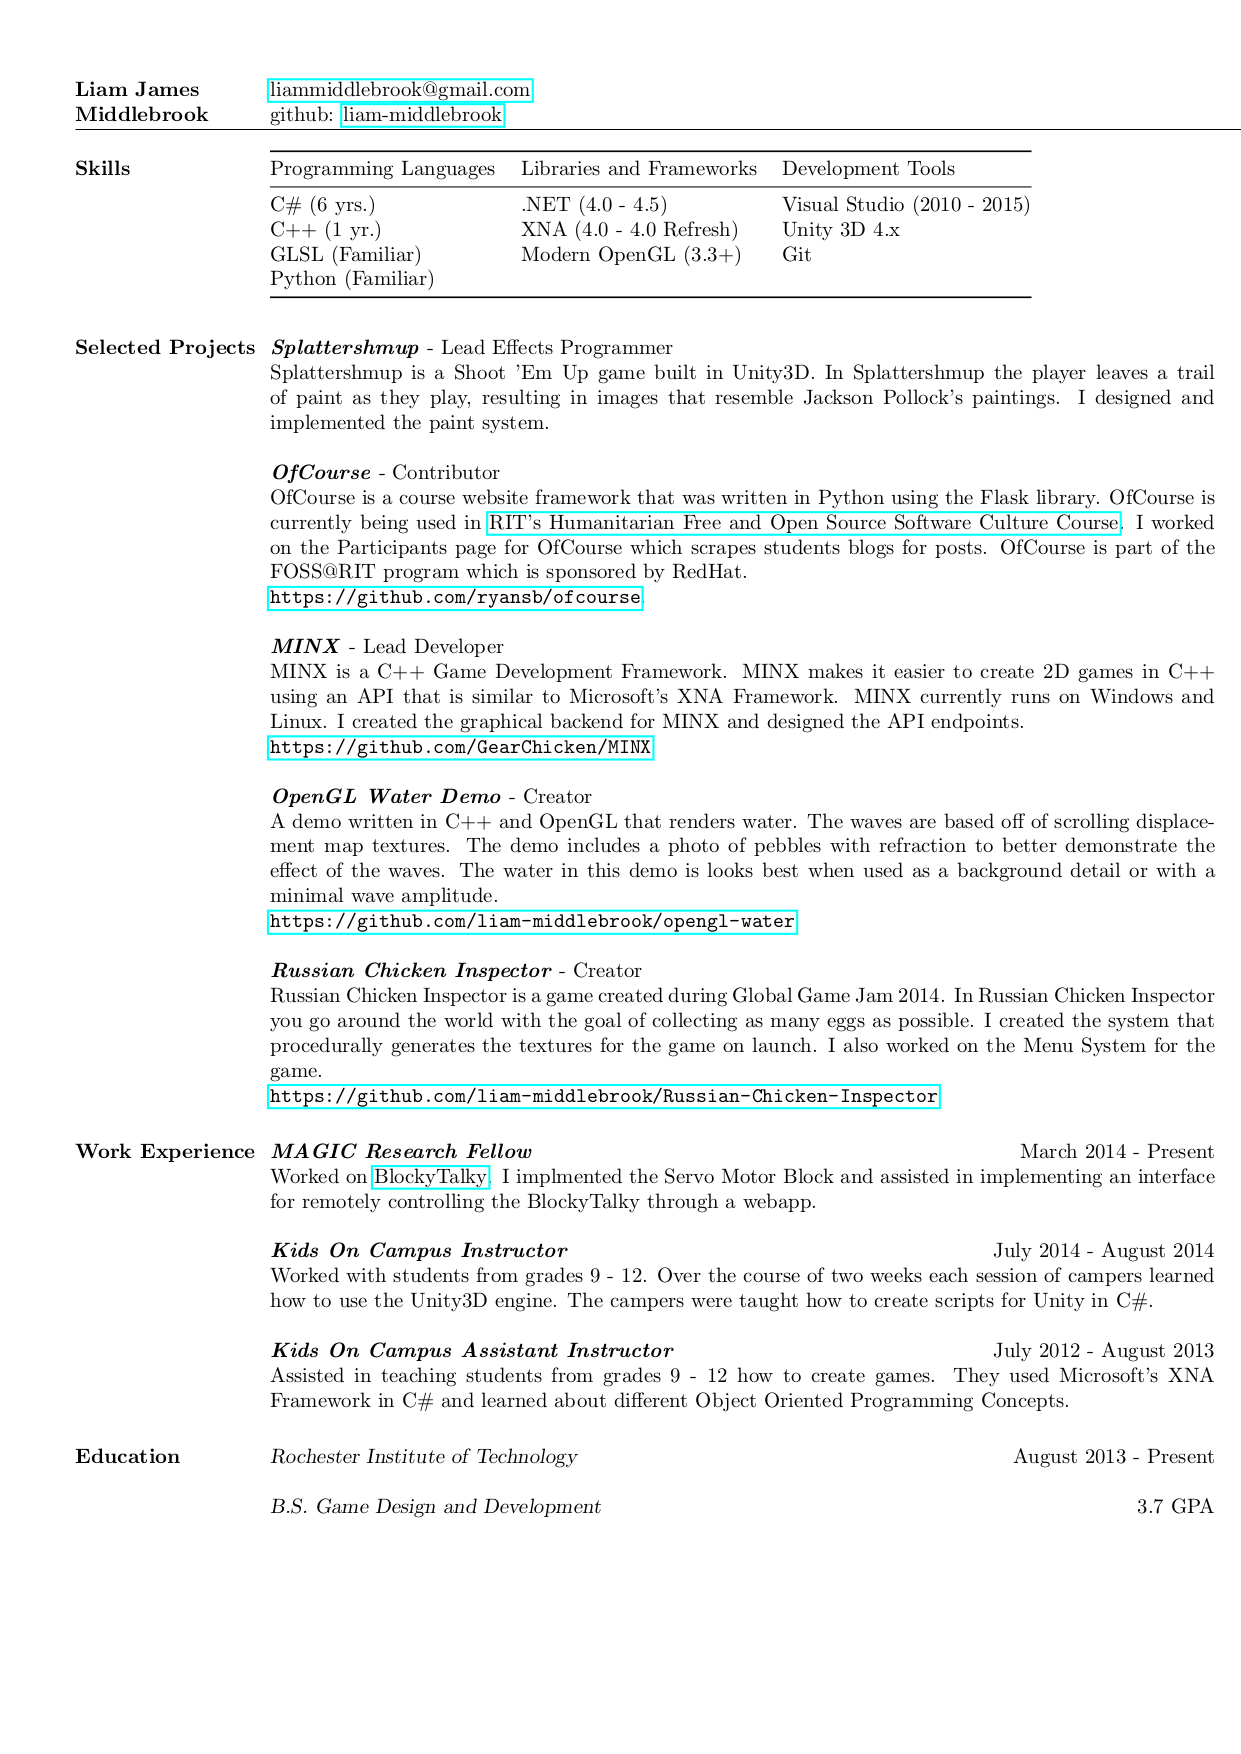 Liam James Middlebrook
liammiddlebrook@gmail.com
github: liam-middlebrook
Skills
Programming Languages Libraries and Frameworks Development Tools
C# (6 yrs.) .NET (4.0 - 4.5) Visual Studio (2010 - 2015)
C++ (1 yr.) XNA (4.0 - 4.0 Refresh) Unity 3D 4.x
GLSL (Familiar) Modern OpenGL (3.3+) Git
Python (Familiar)
Selected Projects Splattershmup - Lead Effects Programmer
Splattershmup is a Shoot 'Em Up game built in Unity3D. In Splattershmup the player leaves a trail
of paint as they play, resulting in images that resemble Jackson Pollock's paintings. I designed and
implemented the paint system.
OfCourse - Contributor
OfCourse is a course website framework that was written in Python using the Flask library. OfCourse is
currently being used in RIT's Humanitarian Free and Open Source Software Culture Course. I worked
on the Participants page for OfCourse which scrapes students blogs for posts. OfCourse is part of the
FOSS@RIT program which is sponsored by RedHat.
https://github.com/ryansb/ofcourse
MINX - Lead Developer
MINX is a C++ Game Development Framework. MINX makes it easier to create 2D games in C++
using an API that is similar to Microsoft's XNA Framework. MINX currently runs on Windows and
Linux. I created the graphical backend for MINX and designed the API endpoints.
https://github.com/GearChicken/MINX
OpenGL Water Demo - Creator
A demo written in C++ and OpenGL that renders water. The waves are based off of scrolling displace-
ment map textures. The demo includes a photo of pebbles with refraction to better demonstrate the
effect of the waves. The water in this demo is looks best when used as a background detail or with a
minimal wave amplitude.
https://github.com/liam-middlebrook/opengl-water
Russian Chicken Inspector - Creator
Russian Chicken Inspector is a game created during Global Game Jam 2014. In Russian Chicken Inspector
you go around the world with the goal of collecting as many eggs as possible. I created the system that
procedurally generates the textures for the game on launch. I also worked on the Menu System for the
game.
https://github.com/liam-middlebrook/Russian-Chicken-Inspector
Work Experience MAGIC Research Fellow March 2014 - Present
Worked on BlockyTalky. I implmented the Servo Motor Block and assisted in implementing an interface
for remotely controlling the BlockyTalky through a webapp.
Kids On Campus Instructor July 2014 - August 2014
Worked with students from grades 9 - 12. Over the course of two weeks each session of campers learned
how to use the Unity3D engine. The campers were taught how to create scripts for Unity in C#.
Kids On Campus Assistant Instructor July 2012 - August 2013
Assisted in teaching students from grades 9 - 12 how to create games. They used Microsoft's XNA
Framework in C# and learned about different Object Oriented Programming Concepts.
Education Rochester Institute of Technology August 2013 - Present
B.S. Game Design and Development 3.7 GPA